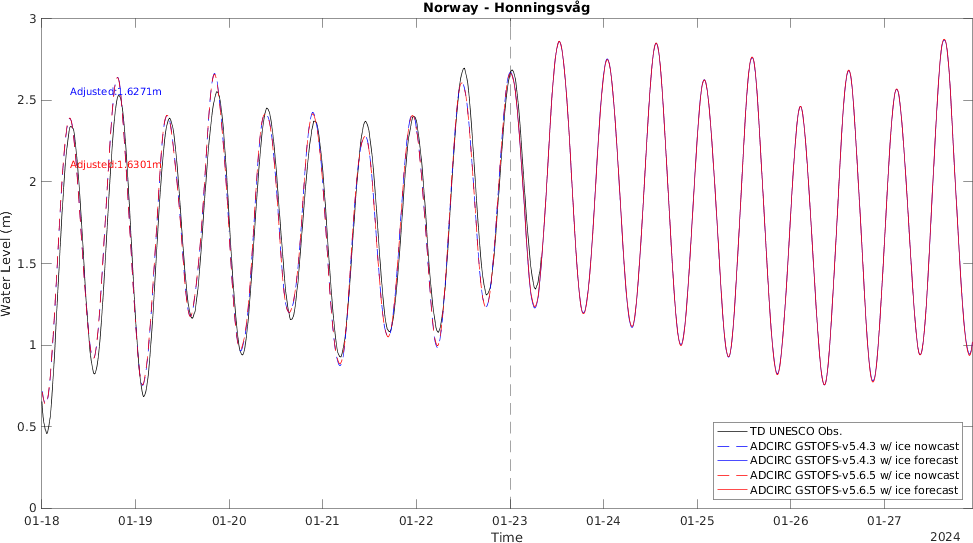 Norway - Honningsvåg
Water Level (m)
3
2.5
2
1.5
1
0.5
0
Adjusted:1.6271m
Adjusted:1.6301m
TD UNESCO Obs.
ADCIRC GSTOFS-v5.4.3 w/ ice nowcast
ADCIRC GSTOFS-v5.4.3 w/ ice forecast
ADCIRC GSTOFS-v5.6.5 w/ ice nowcast
ADCIRC GSTOFS-v5.6.5 w/ ice forecast
01-18 01-19 01-20 01-21 01-22 01-23 01-24 01-25 01-26 01-27
Time
2024